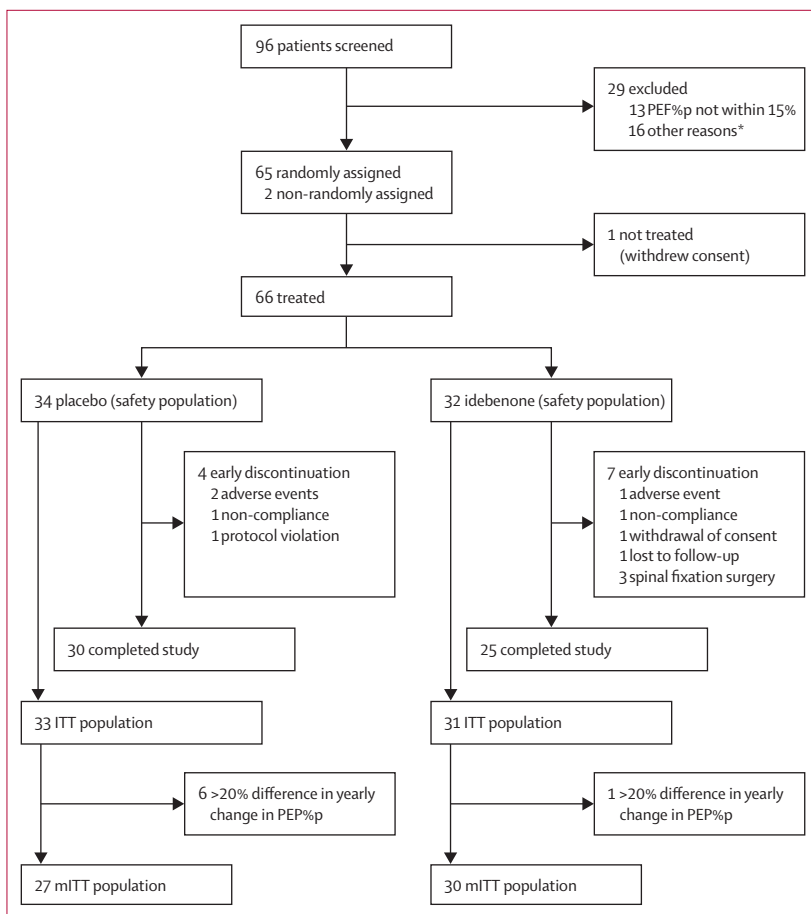 96 patients screened
29 excluded
13 PEF%p not within 15%
16 other reasons*
65 randomly assigned
2 non-randomly assigned
1 not treated
(withdrew consent)
66 treated
34 placebo (safety population)
32 idebenone (safety population)
4 early discontinuation
2 adverse events
1 non-compliance
1 protocol violation
7 early discontinuation
1 adverse event
1 non-compliance
1 withdrawal of consent
1 lost to follow-up
3 spinal fixation surgery
30 completed study
25 completed study
33 ITT population
31 ITT population
6 >20% difference in yearly
change in PEP%p
1 >20% difference in yearly
change in PEP%p
27 mITT population
30 mITT population